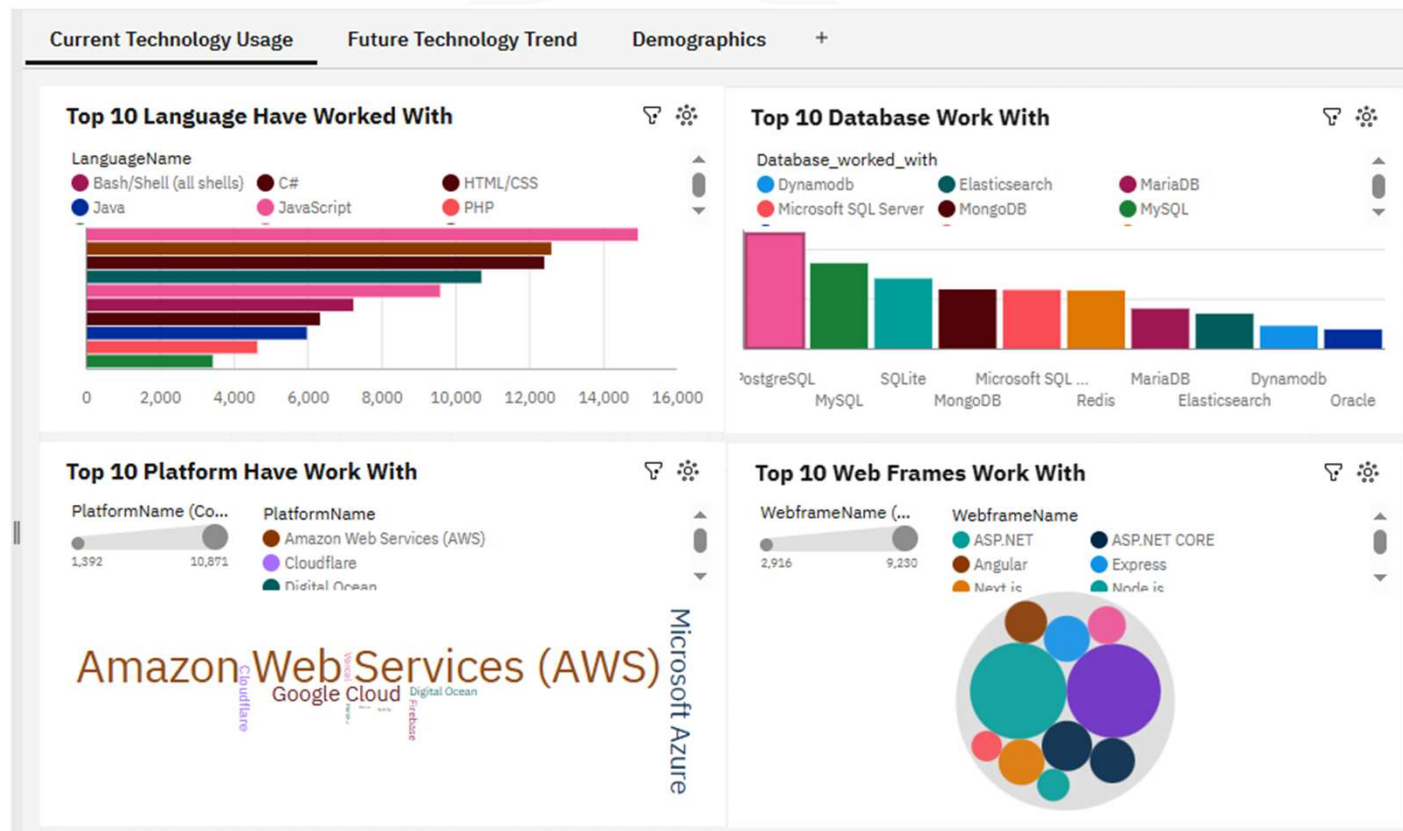 Current Technology Usage Future Technology Trend Demographics +
Top 10 Language Have Worked With
LanguageName
Bash/Shell (all shells) C# HTML/CSS
Java JavaScript PHP
0 2,000 4,000 6,000 8,000 10,000 12,000 14,000 16,000
Top 10 Database Work With
Database_worked_with
Dynamodb Elasticsearch MariaDB
Microsoft SQL Server MongoDB MySQL
PostgreSQL SQLite Microsoft SQL ... MariaDB Dynamodb
MySQL MongoDB Redis Elasticsearch Oracle
Top 10 Platform Have Work With
PlatformName (Co...
1,392 10,871
PlatformName
Amazon Web Services (AWS)
Cloudflare
Digital Ocean
Amazon Web Services (AWS)
Microsoft Azure
Vercel
Cloudflare
Google Cloud
Digital Ocean
Firebase
Top 10 Web Frames Work With
WebframeName (...
2,916 9,230
WebframeName
ASP.NET ASP.NET CORE
Angular Express
Next.js Node.js